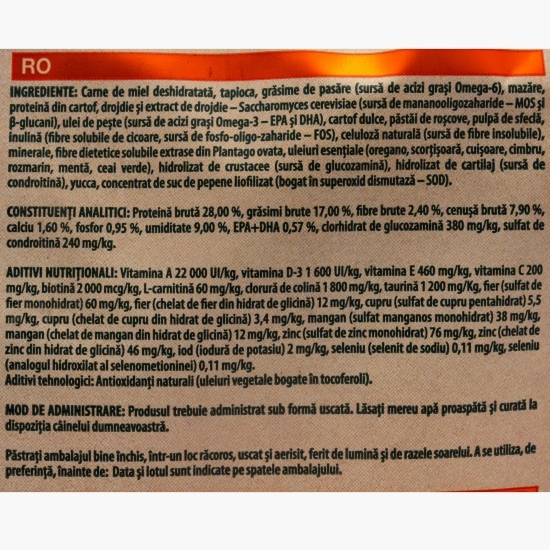 RO
INGREDIENTE: Carne de miel deshidratată, tapioca, grăsime de pasăre (sursă de acizi grași Omega-6), mazăre,
proteină din cartof, drojdie și extract de drojdie – Saccharomyces cerevisiae (sursă de mananooligozaharide – MOS și
β-glucani), ulei de pește (sursă de acizi grași Omega-3 – EPA și DHA), cartof dulce, păstăi de roșcove, pulpă de sfeclă,
inulină (fibre solubile de cicoare, sursă de fosfo-oligo-zaharide – FOS), celuloză naturală (sursă de fibre insolubile),
minerale, fibre dietetice solubile extrase din Plantago ovata, uleiuri esențiale (oregano, scorțișoară, cuișoare, cimbru,
rozmarin, mentă, ceai verde), hidrolizat de crustacee (sursă de glucozamină), hidrolizat de cartilaj (sursă de
condroitină), yucca, concentrat de suc de pepene liofilizat (bogat în superoxid dismutază – SOD).
CONSTITUENȚI ANALITICI: Proteină brută 28,00 %, grăsimi brute 17,00 %, fibre brute 2,40 %, cenușă brută 7,90 %,
calciu 1,60 %, fosfor 0,95 %, umiditate 9,00 %, EPA+DHA 0,57 %, clorhidrat de glucozamină 380 mg/kg, sulfat de
condroitină 240 mg/kg.
ADITIVI NUTRIȚIONALI: Vitamina A 22 000 UI/kg, vitamina D-3 1 600 UI/kg, vitamina E 460 mg/kg, vitamina C 200
mg/kg, biotină 2 000 mcg/kg, L-carnitină 60 mg/kg, clorură de colină 1 800 mg/kg, taurină 1 200 mg/kg, fier (sulfat de
fier monohidrat) 60 mg/kg, fier (chelat de fier din hidrat de glicină) 12 mg/kg, cupru (sulfat de cupru pentahidrat) 5,5
mg/kg, cupru (chelat de cupru din hidrat de glicină) 3,4 mg/kg, mangan (sulfat manganos monohidrat) 38 mg/kg,
mangan (chelat de mangan din hidrat de glicină) 12 mg/kg, zinc (sulfat de zinc monohidrat) 76 mg/kg, zinc (chelat de
zinc din hidrat de glicină) 46 mg/kg, iod (iodură de potasiu) 2 mg/kg, seleniu (selenit de sodiu) 0,11 mg/kg, seleniu
(analogul hidroxilat al selenometioninei) 0,11 mg/kg.
Aditivi tehnologici: Antioxidanți naturali (uleiuri vegetale bogate în tocoferoli).
MOD DE ADMINISTRARE: Produsul trebuie administrat sub formă uscată. Lăsați mereu apă proaspătă și curată la
dispoziția câinelui dumneavoastră.
Păstrați ambalajul bine închis, într-un loc răcoros, uscat și aerisit, ferit de lumină și de razele soarelui. A se utiliza, de
preferință, înainte de: Data și lotul sunt indicate pe spatele ambalajului.